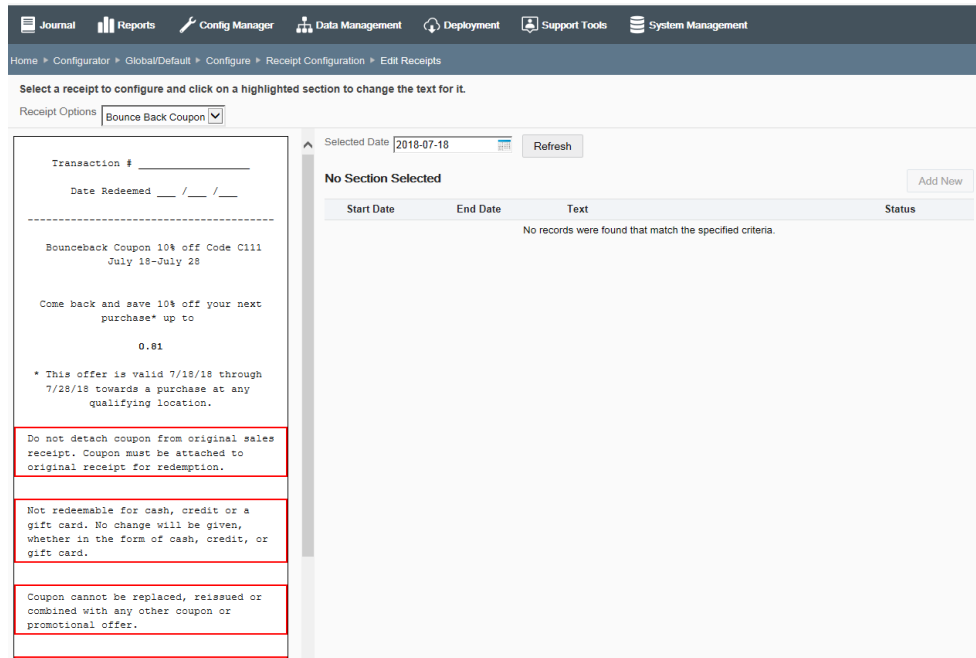 Journal Reports Config Manager Data Management Deployment Support Tools System Management
Home Configurator Global/Default Configure Receipt Configuration Edit Receipts
Select a receipt to configure and click on a highlighted section to change the text for it.
Receipt Options Bounce Back Coupon
Transaction # _________________
Date Redeemed ___ /___ /___
----------------------------------------
Bounceback Coupon 10% off Code C111
July 18-July 28
Come back and save 10% off your next
purchase* up to
0.81
* This offer is valid 7/18/18 through
7/28/18 towards a purchase at any
qualifying location.
Do not detach coupon from original sales
receipt. Coupon must be attached to
original receipt for redemption.
Not redeemable for cash, credit or a
gift card. No change will be given,
whether in the form of cash, credit, or
gift card.
Coupon cannot be replaced, reissued or
combined with any other coupon or
promotional offer.
Selected Date 2018-07-18 Refresh
No Section Selected Add New
Start Date End Date Text Status
No records were found that match the specified criteria.